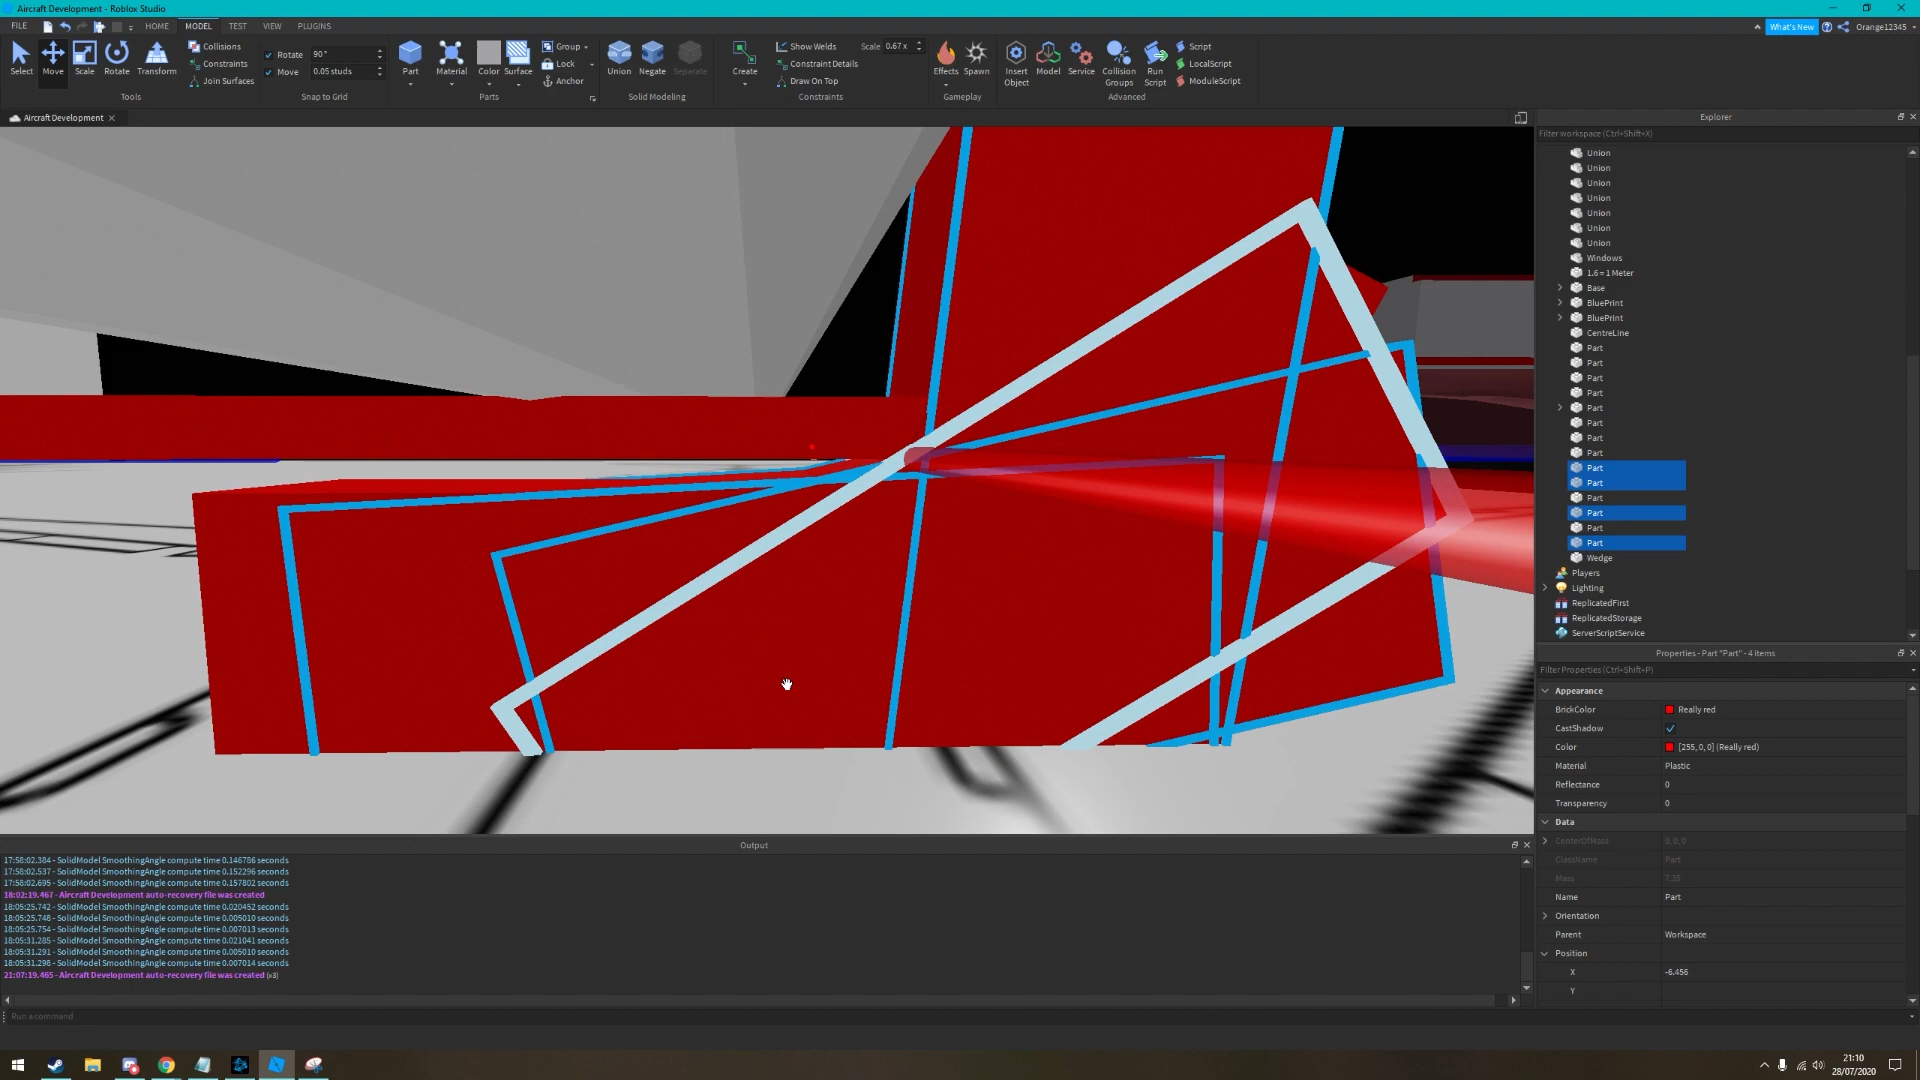 Aircraft Development - Roblox Studio
FILE HOME MODEL TEST VIEW PLUGINS What's New Orange12345
Select Move Scale Rotate Transform
Collisions
Constraints
Join Surfaces
Tools
Rotate 90°
Move 0.05 studs
Snap to Grid
Part Material Color Surface
Group
Lock
Anchor
Parts
Union Negate Separate
Solid Modeling
Create
Show Welds
Constraint Details
Draw On Top
Scale 0.67 x
Constraints
Effects Spawn
Gameplay
Insert Object Model Service Collision Groups Run Script
Script
LocalScript
ModuleScript
Advanced
Aircraft Development
Explorer
Filter workspace (Ctrl+Shift+X)
Union
Union
Union
Union
Union
Union
Union
Windows
1.6 = 1 Meter
Base
BluePrint
BluePrint
CentreLine
Part
Part
Part
Part
Part
Part
Part
Part
Part
Part
Part
Part
Part
Part
Wedge
Players
Lighting
ReplicatedFirst
ReplicatedStorage
ServerScriptService
Properties - Part "Part" - 4 items
Filter Properties (Ctrl+Shift+P)
Appearance
BrickColor Really red
CastShadow
Color [255, 0, 0] (Really red)
Material Plastic
Reflectance 0
Transparency 0
Data
CenterOfMass 0, 0, 0
ClassName Part
Mass 7.35
Name Part
Orientation
Parent Workspace
Position
X -6.456
Y
Output
17:58:02.384 - SolidModel SmoothingAngle compute time 0.146786 seconds
17:58:02.537 - SolidModel SmoothingAngle compute time 0.152296 seconds
17:58:02.695 - SolidModel SmoothingAngle compute time 0.157802 seconds
18:02:19.467 - Aircraft Development auto-recovery file was created
18:05:25.742 - SolidModel SmoothingAngle compute time 0.020452 seconds
18:05:25.748 - SolidModel SmoothingAngle compute time 0.005010 seconds
18:05:25.754 - SolidModel SmoothingAngle compute time 0.007013 seconds
18:05:31.285 - SolidModel SmoothingAngle compute time 0.021041 seconds
18:05:31.291 - SolidModel SmoothingAngle compute time 0.005010 seconds
18:05:31.298 - SolidModel SmoothingAngle compute time 0.007014 seconds
21:07:19.465 - Aircraft Development auto-recovery file was created (x3)
Run a command
21:10
28/07/2020